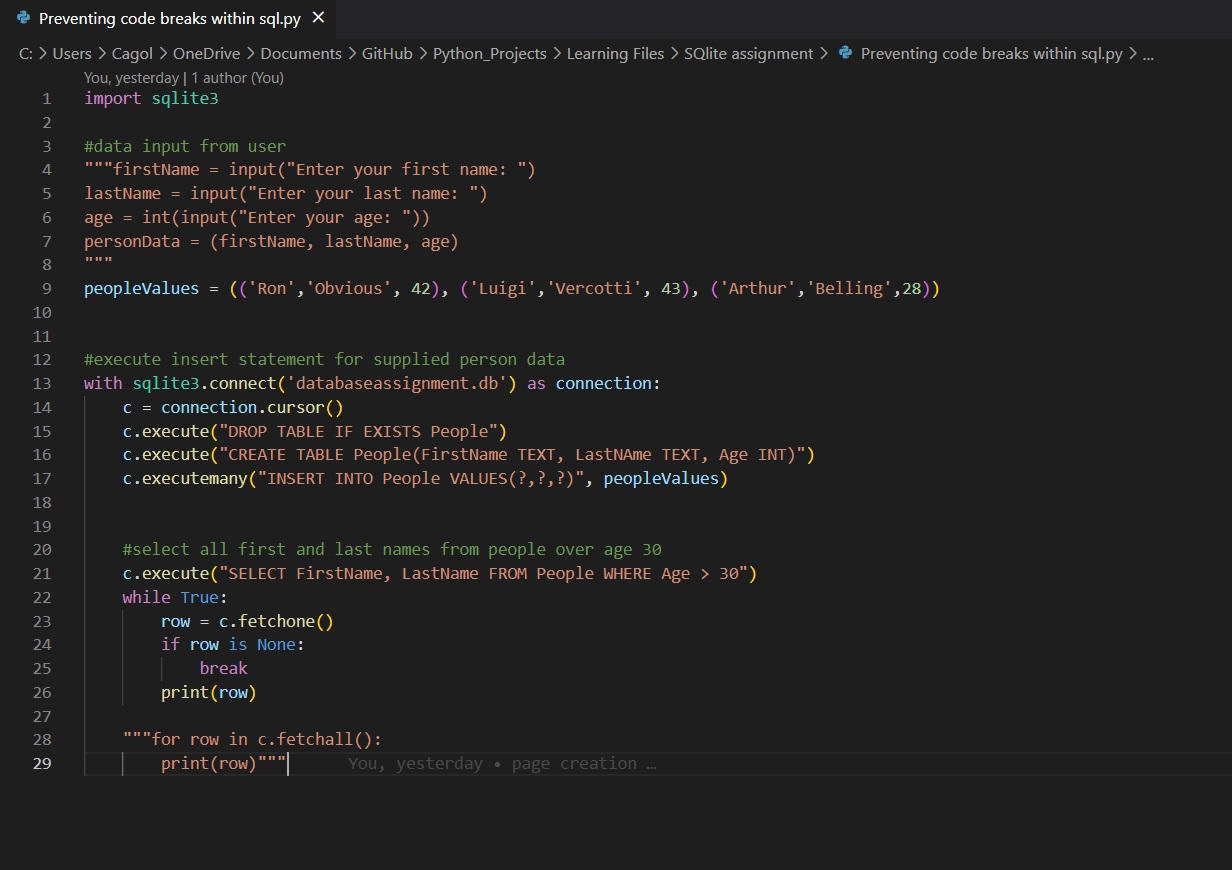 Preventing code breaks within sql.py ×
C: > Users > Cagol > OneDrive > Documents > GitHub > Python_Projects > Learning Files > SQlite assignment > Preventing code breaks within sql.py > ...
You, yesterday | 1 author (You)
1 import sqlite3
2
3 #data input from user
4 """firstName = input("Enter your first name: ")
5 lastName = input("Enter your last name: ")
6 age = int(input("Enter your age: "))
7 personData = (firstName, lastName, age)
8 """
9 peopleValues = (('Ron','Obvious', 42), ('Luigi','Vercotti', 43), ('Arthur','Belling',28))
10
11
12 #execute insert statement for supplied person data
13 with sqlite3.connect('databaseassignment.db') as connection:
14     c = connection.cursor()
15     c.execute("DROP TABLE IF EXISTS People")
16     c.execute("CREATE TABLE People(FirstName TEXT, LastNAme TEXT, Age INT)")
17     c.executemany("INSERT INTO People VALUES(?,?,?)", peopleValues)
18
19
20     #select all first and last names from people over age 30
21     c.execute("SELECT FirstName, LastName FROM People WHERE Age > 30")
22     while True:
23         row = c.fetchone()
24         if row is None:
25             break
26         print(row)
27
28     """for row in c.fetchall():
29         print(row)""" You, yesterday • page creation …